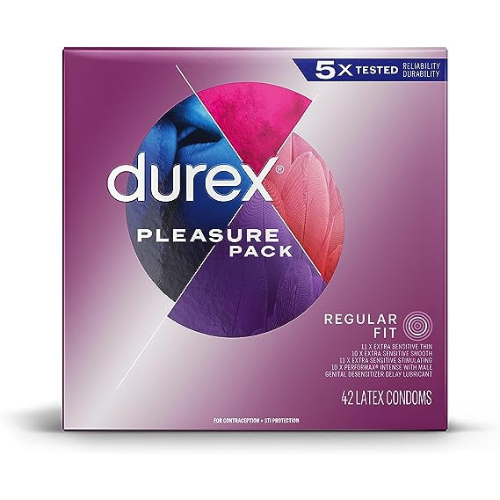 5X TESTED RELIABILITY
DURABILITY
durex®
PLEASURE
PACK
REGULAR
FIT
11 X EXTRA SENSITIVE THIN
10 X EXTRA SENSITIVE SMOOTH
11 X EXTRA SENSITIVE STIMULATING
10 X PERFORMAX® INTENSE WITH MALE
GENITAL DESENSITIZER DELAY LUBRICANT
42 LATEX CONDOMS
FOR CONTRACEPTION + STI PROTECTION